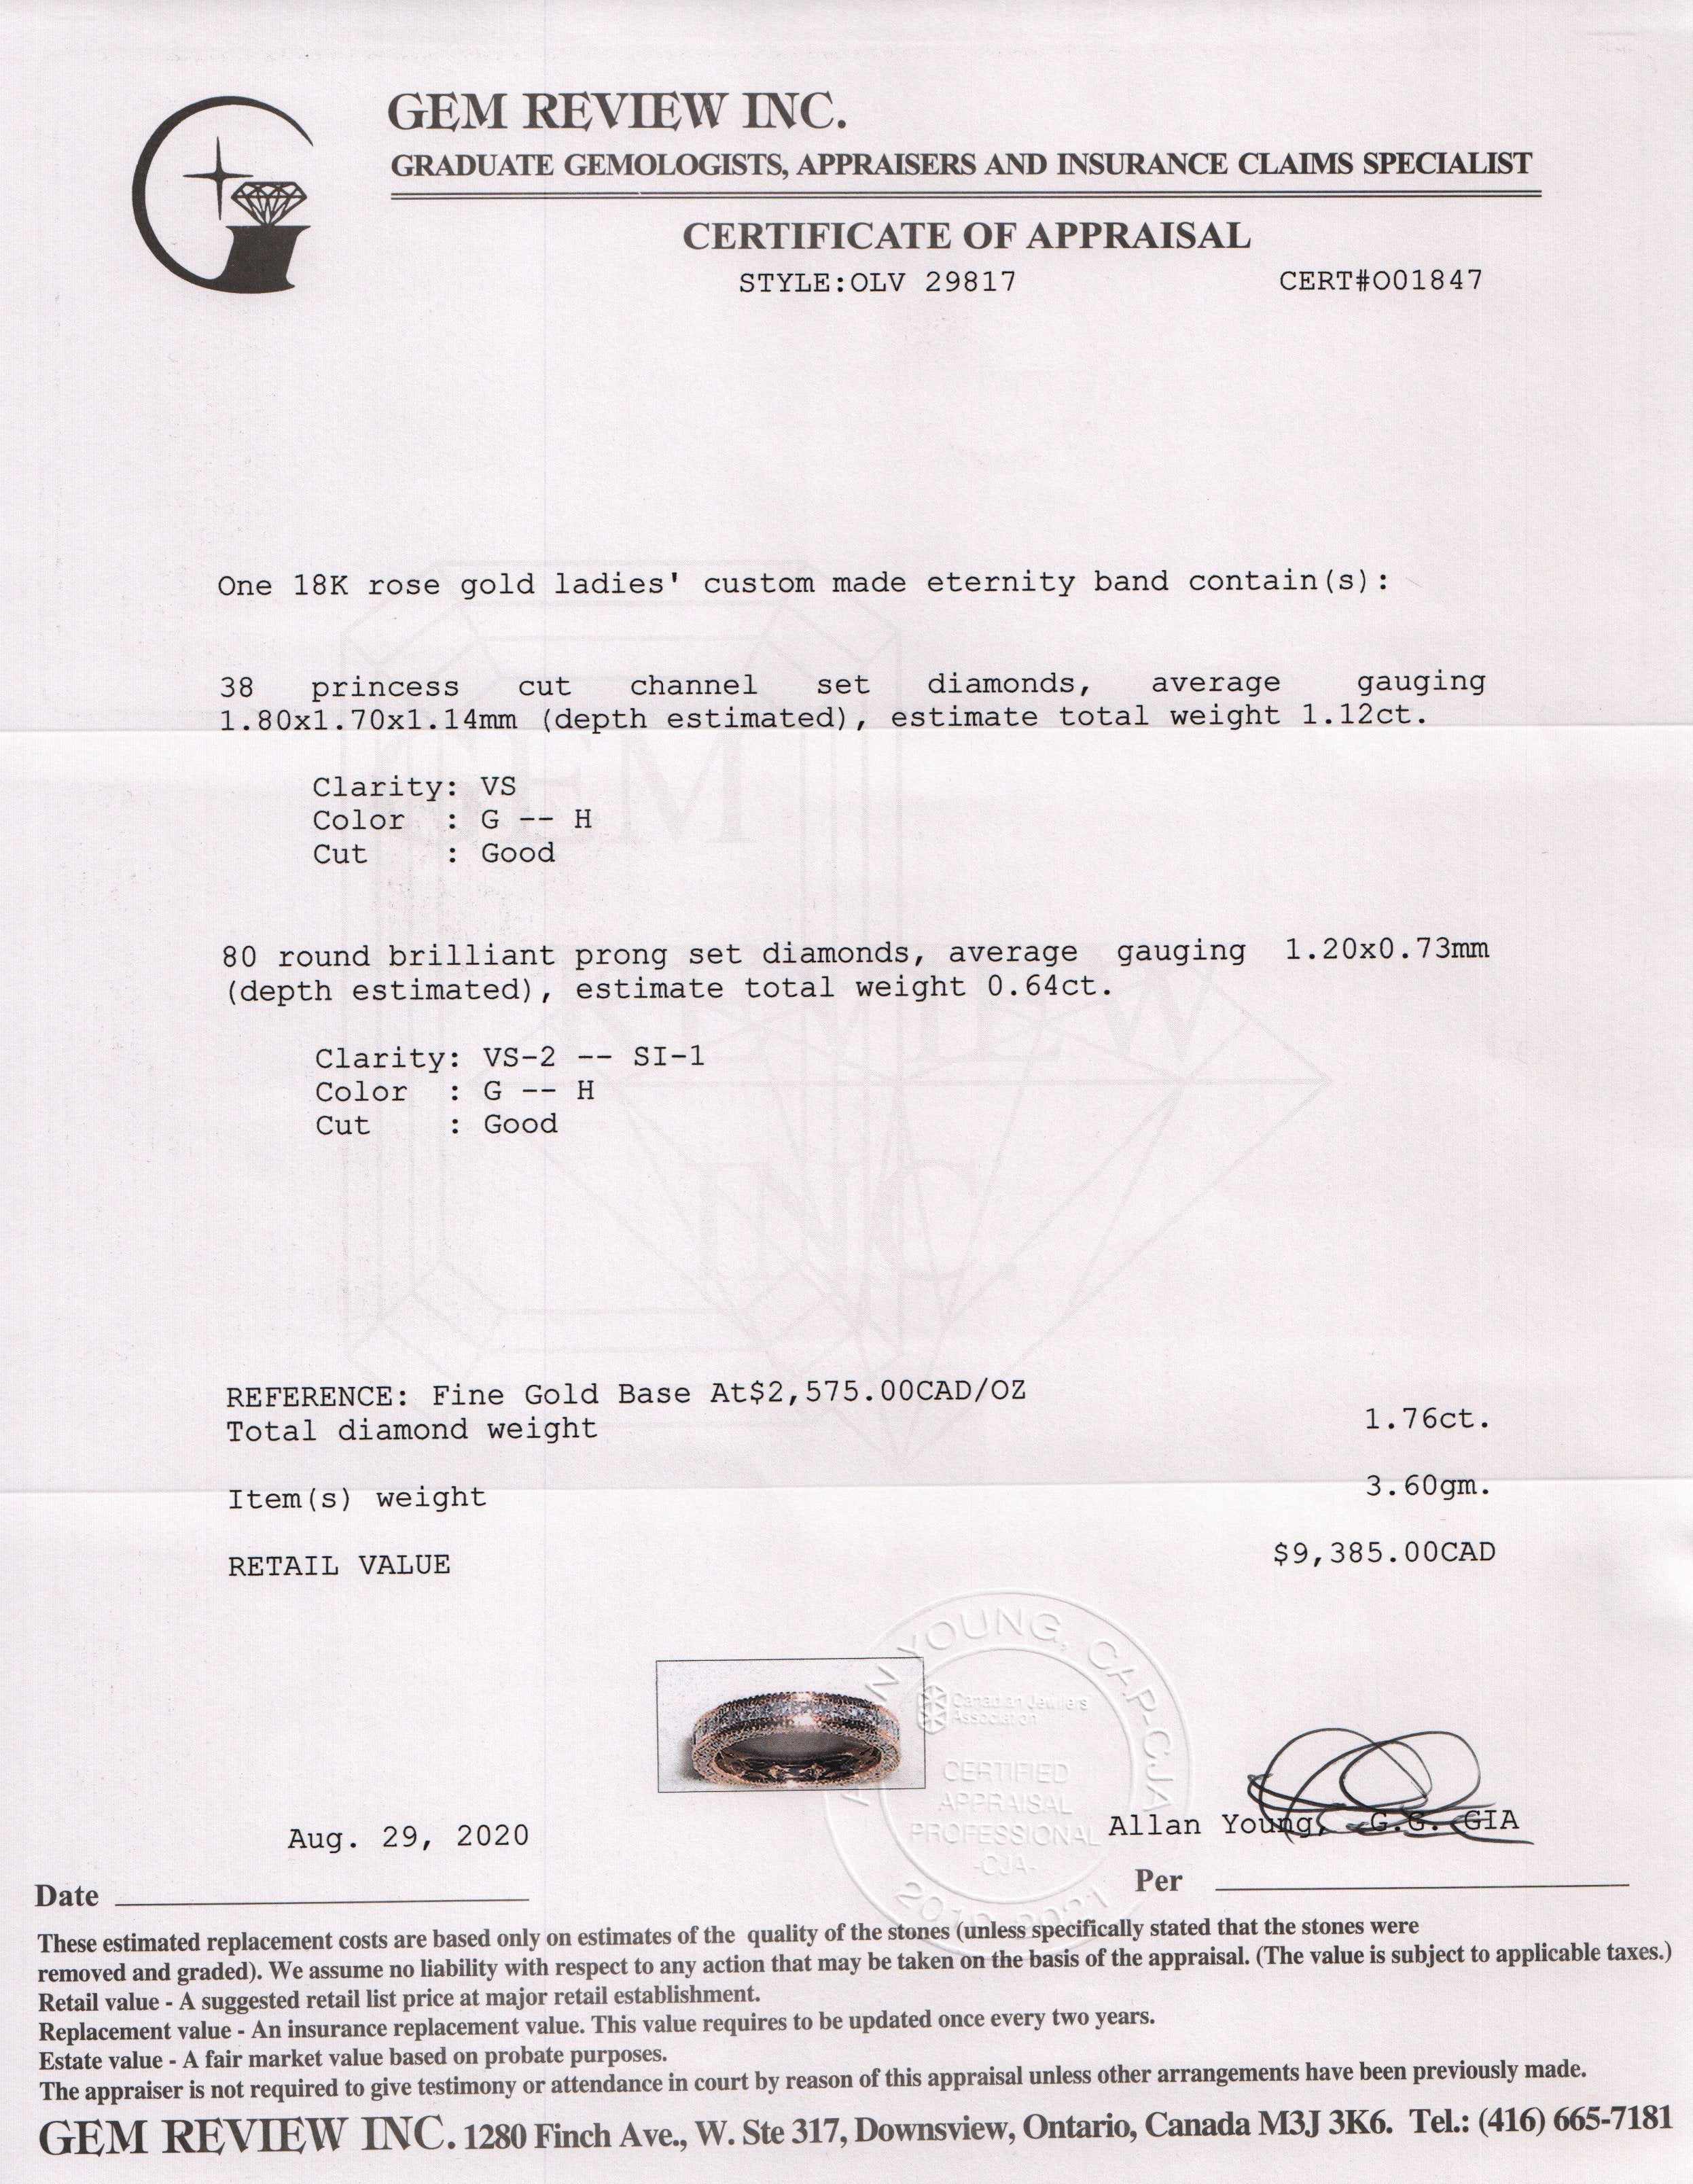 GEM REVIEW INC.
GRADUATE GEMOLOGISTS, APPRAISERS AND INSURANCE CLAIMS SPECIALIST
CERTIFICATE OF APPRAISAL
STYLE:OLV 29817 CERT#O01847
One 18K rose gold ladies' custom made eternity band contain(s):
38 princess cut channel set diamonds, average gauging
1.80x1.70x1.14mm (depth estimated), estimate total weight 1.12ct.
GEM
Clarity: VS
Color : G -- H
Cut : Good
80 round brilliant prong set diamonds, average gauging 1.20x0.73mm
(depth estimated), estimate total weight 0.64ct.
REVIEW
Clarity: VS-2 -- SI-1
Color : G -- H
Cut : Good
INC.
REFERENCE: Fine Gold Base At$2,575.00CAD/OZ
Total diamond weight 1.76ct.
Item(s) weight 3.60gm.
RETAIL VALUE $9,385.00CAD
YOUNG, CAP-CJA
Canadian Jewellers
Association
CERTIFIED
APPRAISAL
PROFESSIONAL
-CJA-
Aug. 29, 2020 Allan Young, G.G. GIA
Date Per
These estimated replacement costs are based only on estimates of the quality of the stones (unless specifically stated that the stones were
removed and graded). We assume no liability with respect to any action that may be taken on the basis of the appraisal. (The value is subject to applicable taxes.)
Retail value - A suggested retail list price at major retail establishment.
Replacement value - An insurance replacement value. This value requires to be updated once every two years.
Estate value - A fair market value based on probate purposes.
The appraiser is not required to give testimony or attendance in court by reason of this appraisal unless other arrangements have been previously made.
GEM REVIEW INC. 1280 Finch Ave., W. Ste 317, Downsview, Ontario, Canada M3J 3K6. Tel.: (416) 665-7181